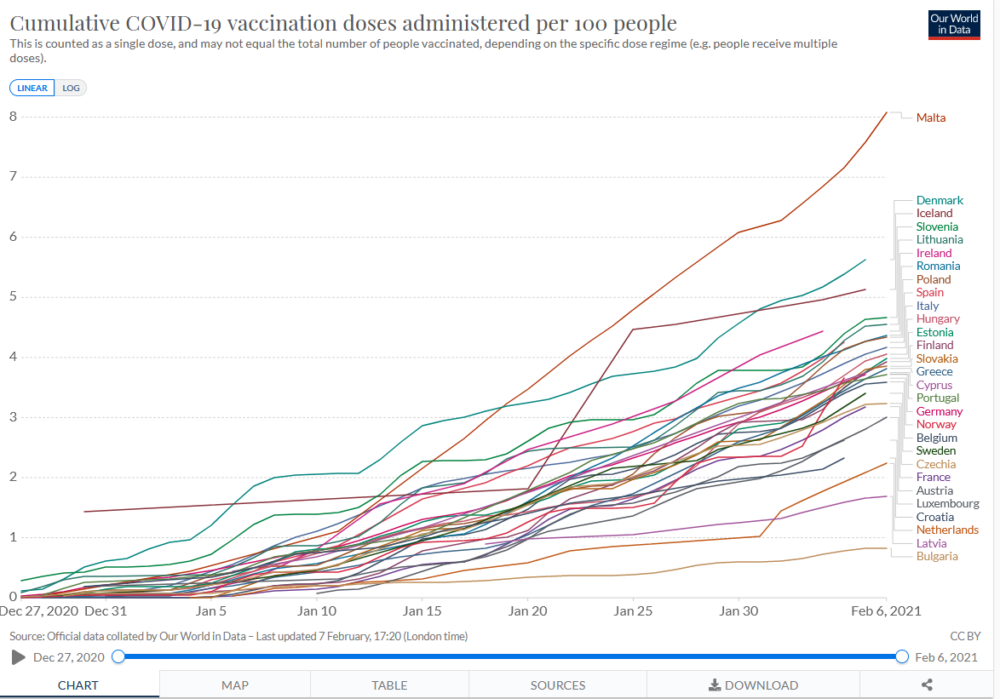 Cumulative COVID-19 vaccination doses administered per 100 people
Our World
in Data
This is counted as a single dose, and may not equal the total number of people vaccinated, depending on the specific dose regime (e.g. people receive multiple
doses).
LINEAR LOG
8
7
6
5
4
3
2
1
0
Malta
Denmark
Iceland
Slovenia
Lithuania
Ireland
Romania
Poland
Spain
Italy
Hungary
Estonia
Finland
Slovakia
Greece
Cyprus
Portugal
Germany
Norway
Belgium
Sweden
Czechia
France
Austria
Luxembourg
Croatia
Netherlands
Latvia
Bulgaria
Dec 27, 2020 Dec 31 Jan 5 Jan 10 Jan 15 Jan 20 Jan 25 Jan 30 Feb 6, 2021
Source: Official data collated by Our World in Data – Last updated 7 February, 17:20 (London time) CC BY
Dec 27, 2020 Feb 6, 2021
CHART MAP TABLE SOURCES DOWNLOAD